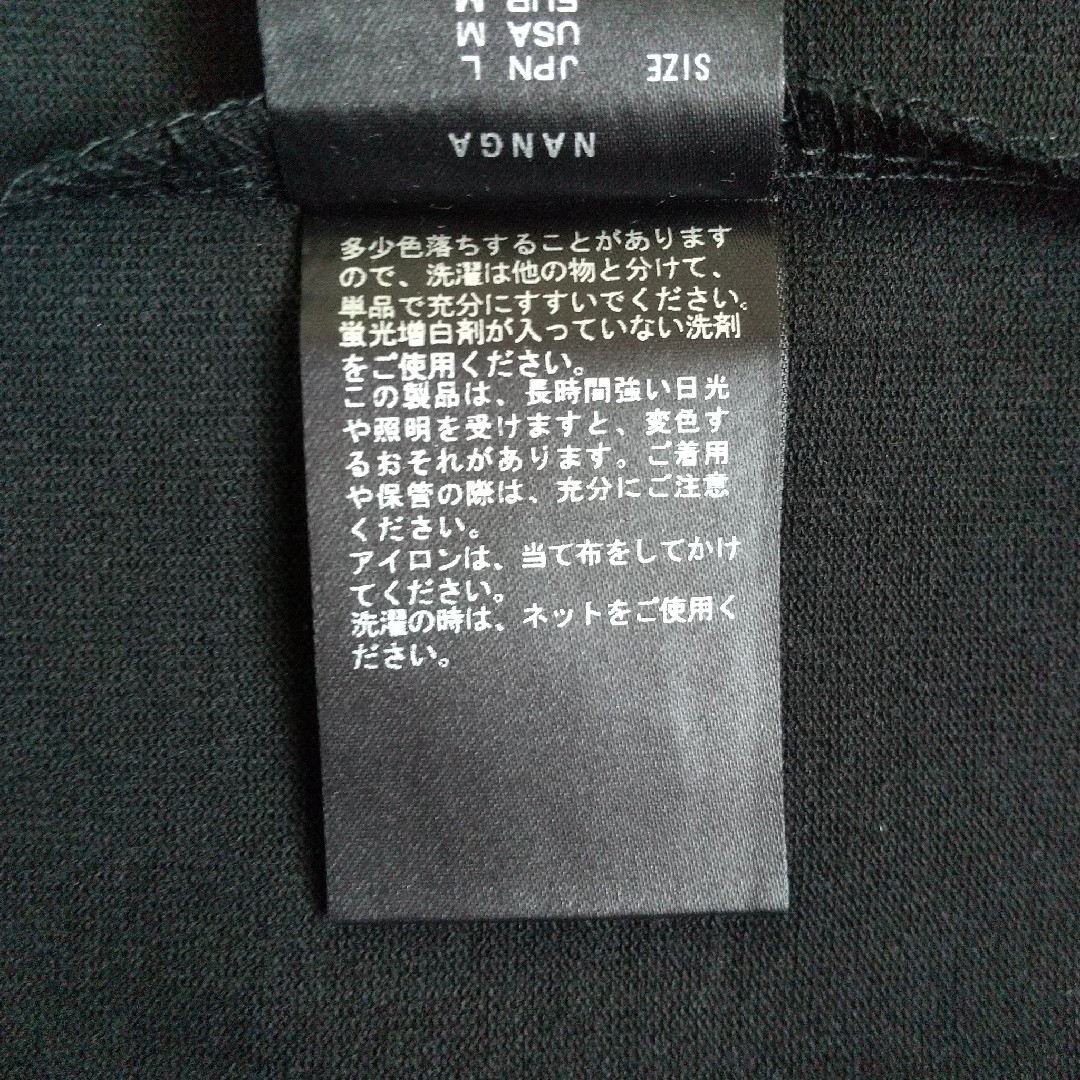 NANGA
SIZE JPN L
USA M
EUR M
多少色落ちすることがあります
ので、洗濯は他の物と分けて、
単品で充分にすすいでください。
蛍光増白剤が入っていない洗剤
をご使用ください。
この製品は、長時間強い日光
や照明を受けますと、変色す
るおそれがあります。ご着用
や保管の際は、充分にご注意
ください。
アイロンは、当て布をしてかけ
てください。
洗濯の時は、ネットをご使用く
ださい。